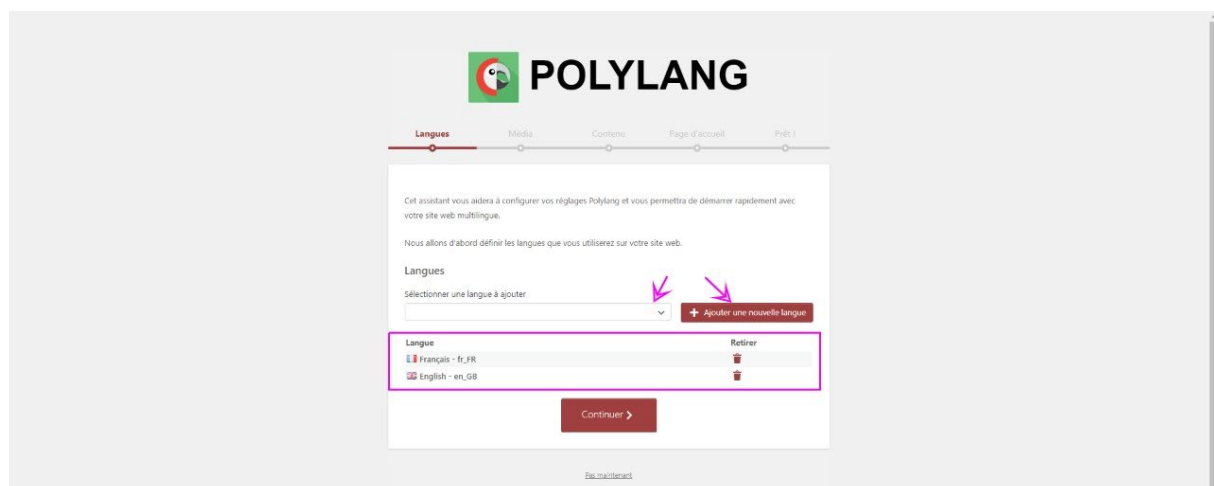 POLYLANG
Langues Média Contenu Page d'accueil Prêt !
Cet assistant vous aidera à configurer vos réglages Polylang et vous permettra de démarrer rapidement avec
votre site web multilingue.
Nous allons d'abord définir les langues que vous utiliserez sur votre site web.
Langues
Sélectionner une langue à ajouter
Ajouter une nouvelle langue
Langue Retirer
Français - fr_FR
English - en_GB
Continuer
Pas maintenant